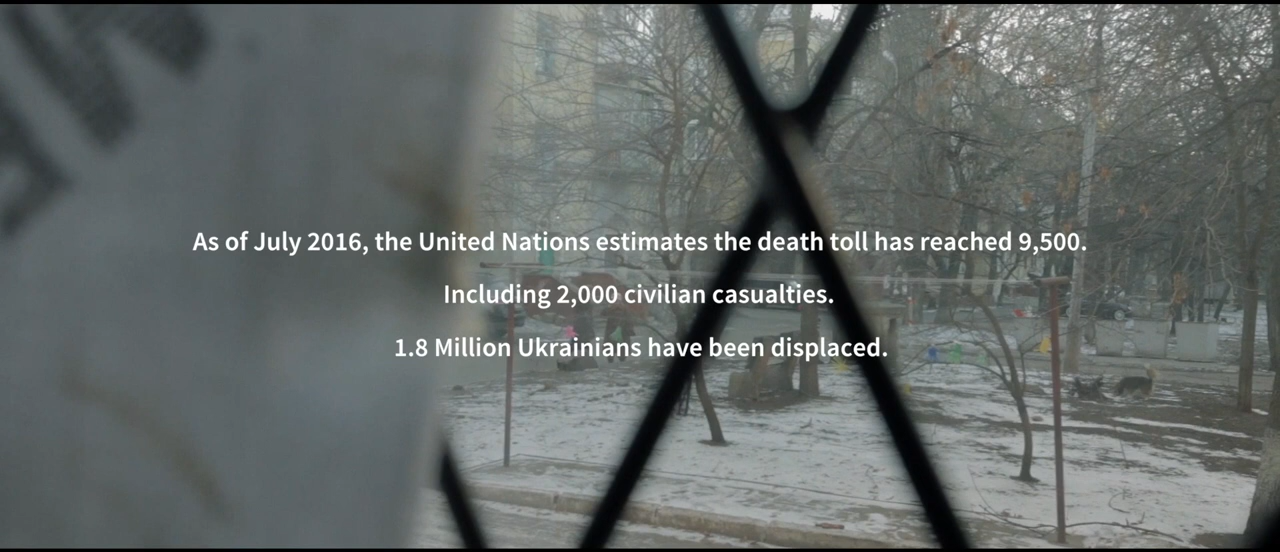 As of July 2016, the United Nations estimates the death toll has reached 9,500.
Including 2,000 civilian casualties.
1.8 Million Ukrainians have been displaced.